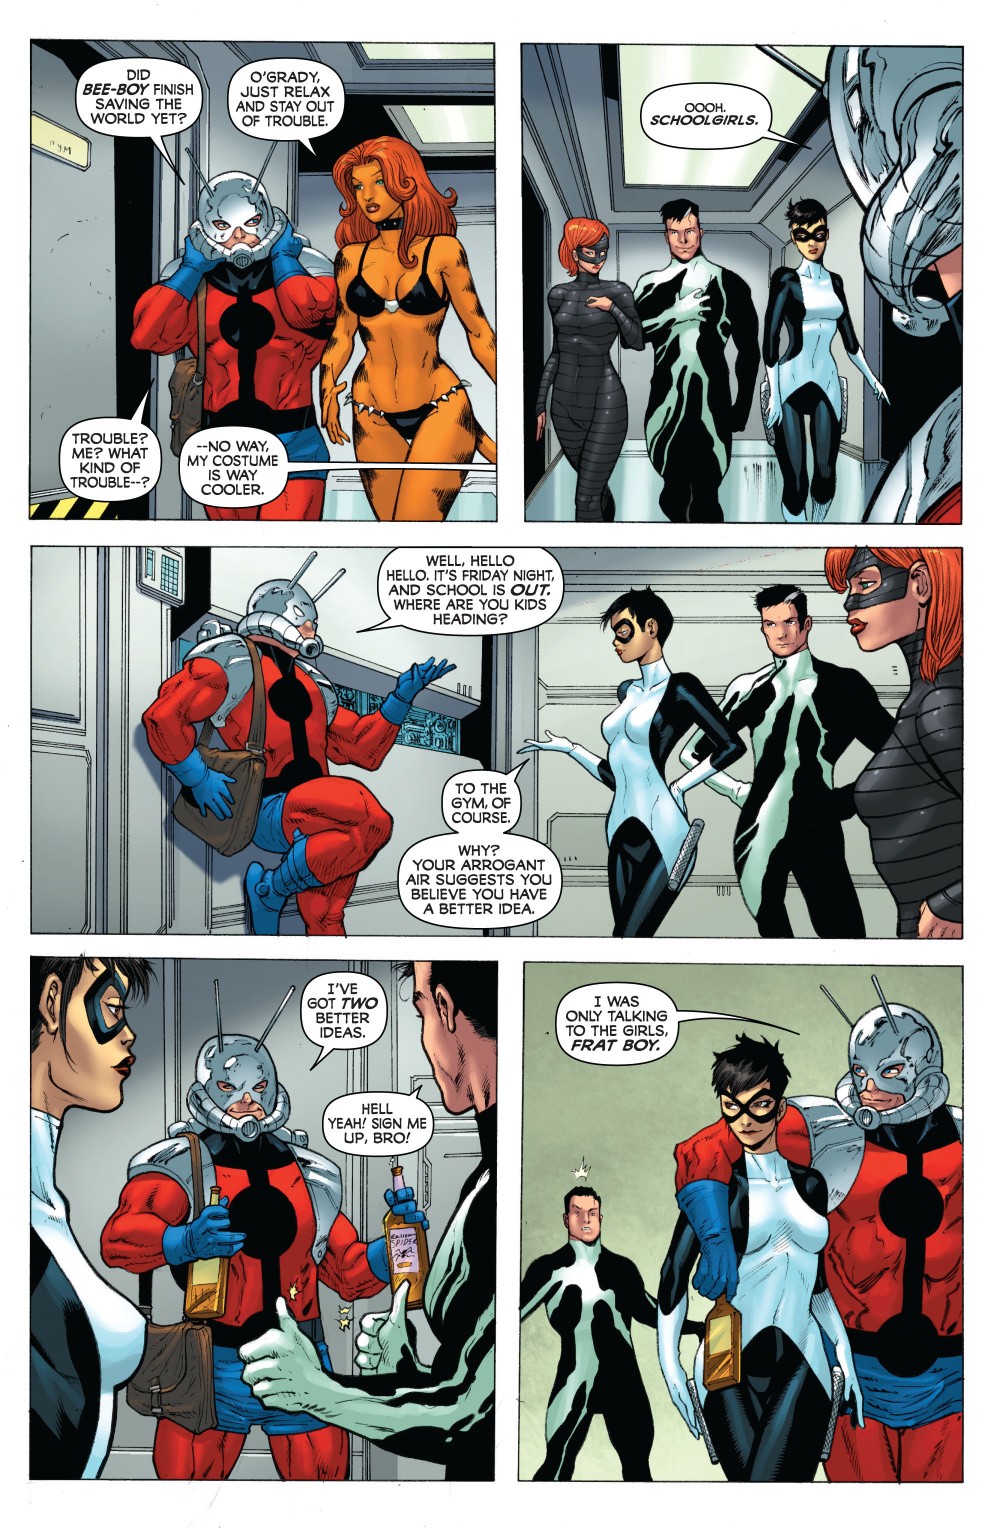 DID
BEE-BOY FINISH
SAVING THE
WORLD YET?
O'GRADY,
JUST RELAX
AND STAY OUT
OF TROUBLE.
PYM
TROUBLE?
ME? WHAT
KIND OF
TROUBLE--?
--NO WAY,
MY COSTUME
IS WAY
COOLER.
OOOH.
SCHOOLGIRLS.
WELL, HELLO
HELLO. IT'S FRIDAY NIGHT,
AND SCHOOL IS OUT.
WHERE ARE YOU KIDS
HEADING?
TO THE
GYM, OF
COURSE.
WHY?
YOUR ARROGANT
AIR SUGGESTS YOU
BELIEVE YOU HAVE
A BETTER IDEA.
I'VE
GOT TWO
BETTER
IDEAS.
HELL
YEAH! SIGN ME
UP, BRO!
SPIDER
I WAS
ONLY TALKING
TO THE GIRLS,
FRAT BOY.